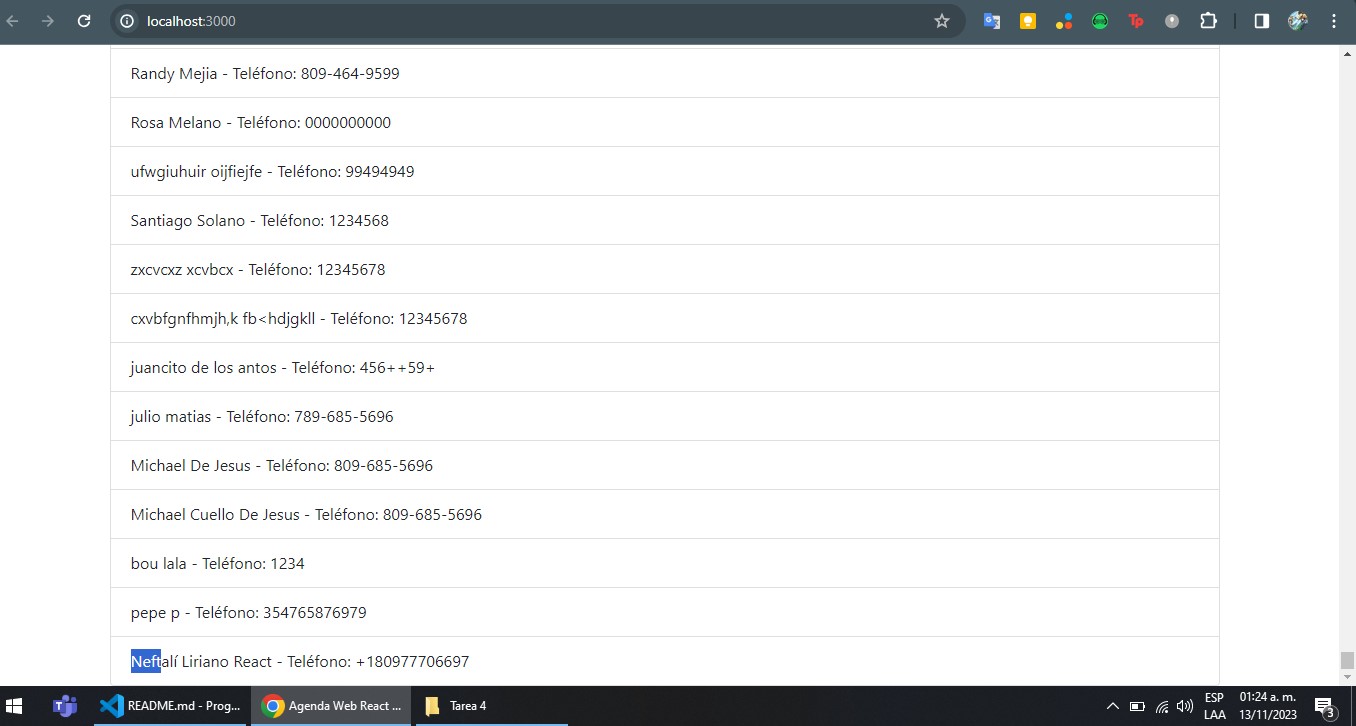 localhost:3000
Tp
Randy Mejia - Teléfono: 809-464-9599
Rosa Melano - Teléfono: 0000000000
ufwgiuhuir oijfiejfe - Teléfono: 99494949
Santiago Solano - Teléfono: 1234568
zxcvcxz xcvbcx - Teléfono: 12345678
cxvbfgnfhmjh,k fb<hdjgkll - Teléfono: 12345678
juancito de los antos - Teléfono: 456++59+
julio matias - Teléfono: 789-685-5696
Michael De Jesus - Teléfono: 809-685-5696
Michael Cuello De Jesus - Teléfono: 809-685-5696
bou lala - Teléfono: 1234
pepe p - Teléfono: 354765876979
Neftalí Liriano React - Teléfono: +180977706697
README.md - Prog...
Agenda Web React ...
Tarea 4
ESP
LAA
01:24 a. m.
13/11/2023
3